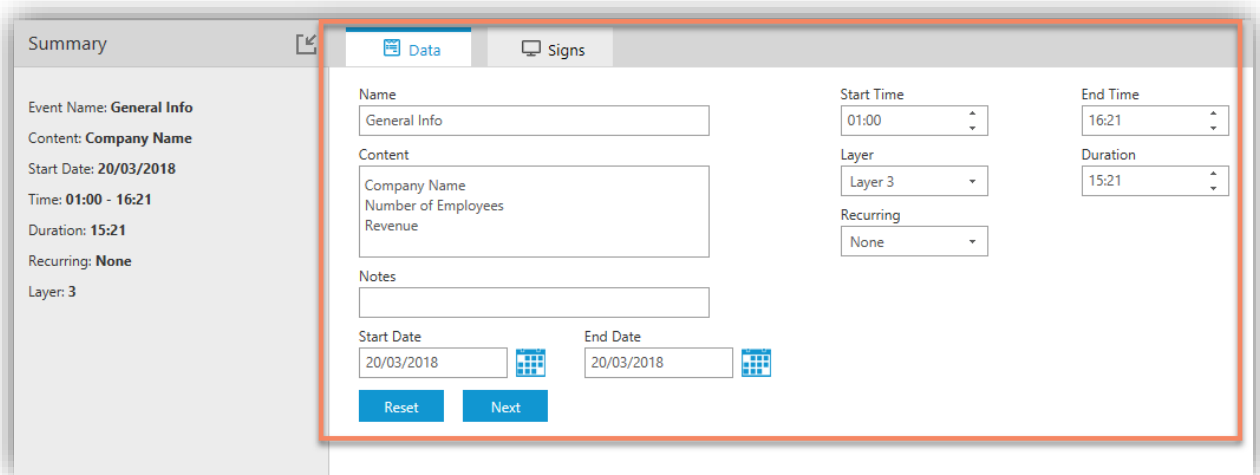 Summary
Event Name: General Info
Content: Company Name
Start Date: 20/03/2018
Time: 01:00 - 16:21
Duration: 15:21
Recurring: None
Layer: 3
Data
Signs
Name
General Info
Content
Company Name
Number of Employees
Revenue
Notes
Start Date
20/03/2018
End Date
20/03/2018
Reset
Next
Start Time
01:00
End Time
16:21
Layer
Layer 3
Duration
15:21
Recurring
None